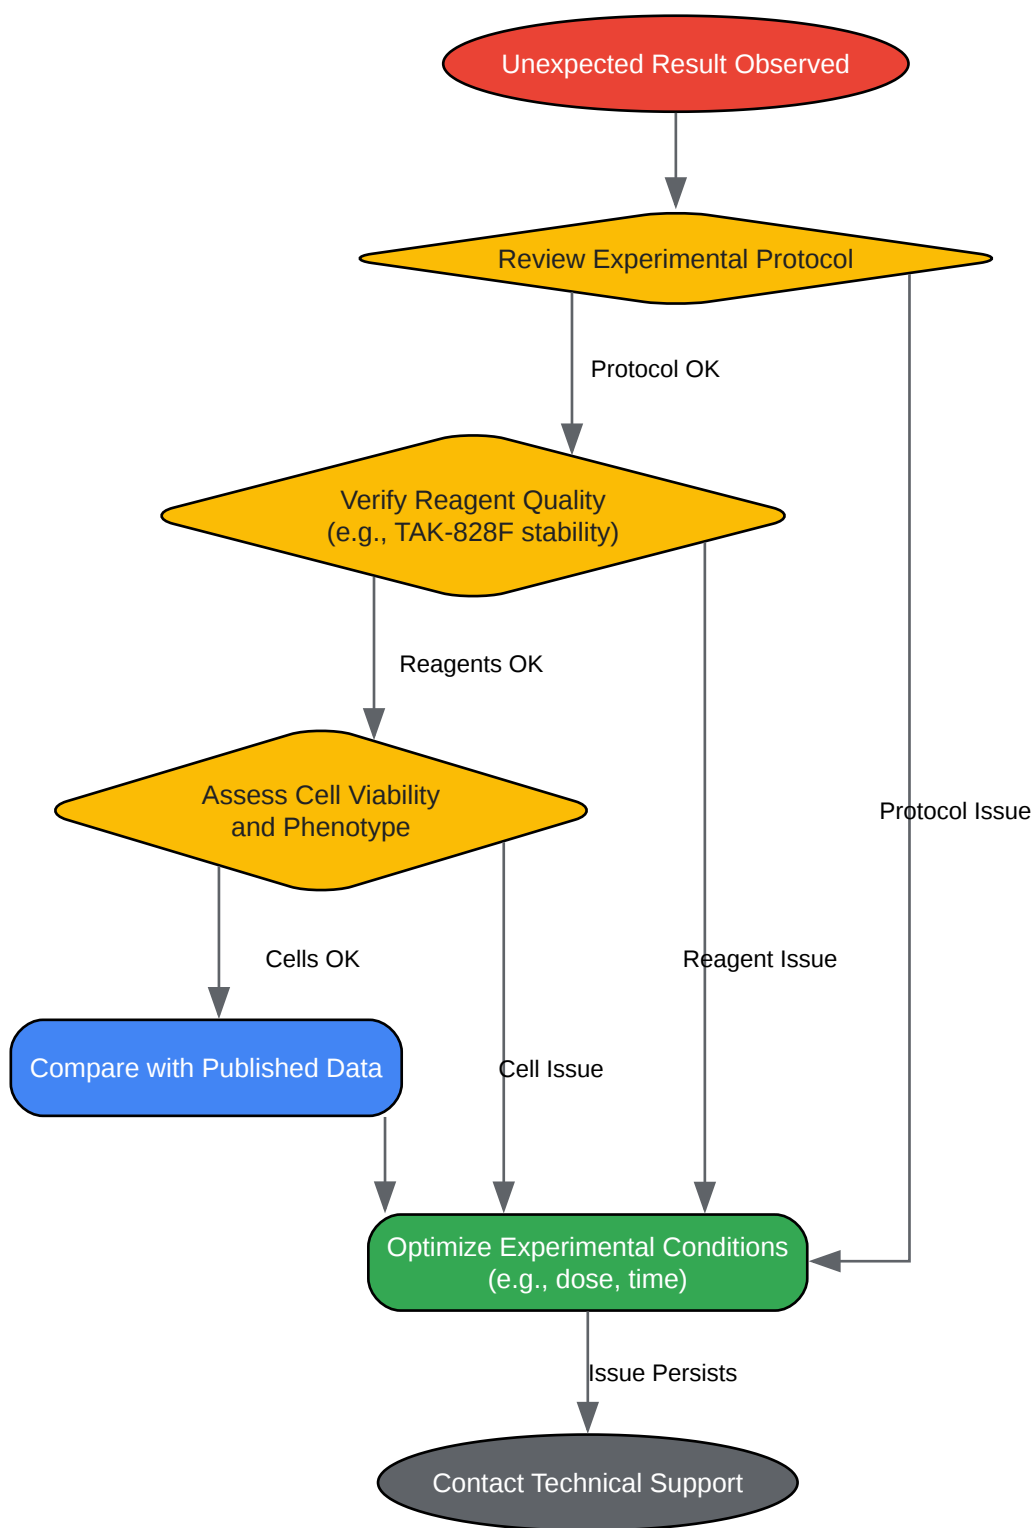 Unexpected Result Observed
Review Experimental Protocol
Protocol OK
Verify Reagent Quality
(e.g., TAK-828F stability)
Reagents OK
Assess Cell Viability
and Phenotype
Protocol Issue
Cells OK
Reagent Issue
Compare with Published Data
Cell Issue
Optimize Experimental Conditions
(e.g., dose, time)
Issue Persists
Contact Technical Support